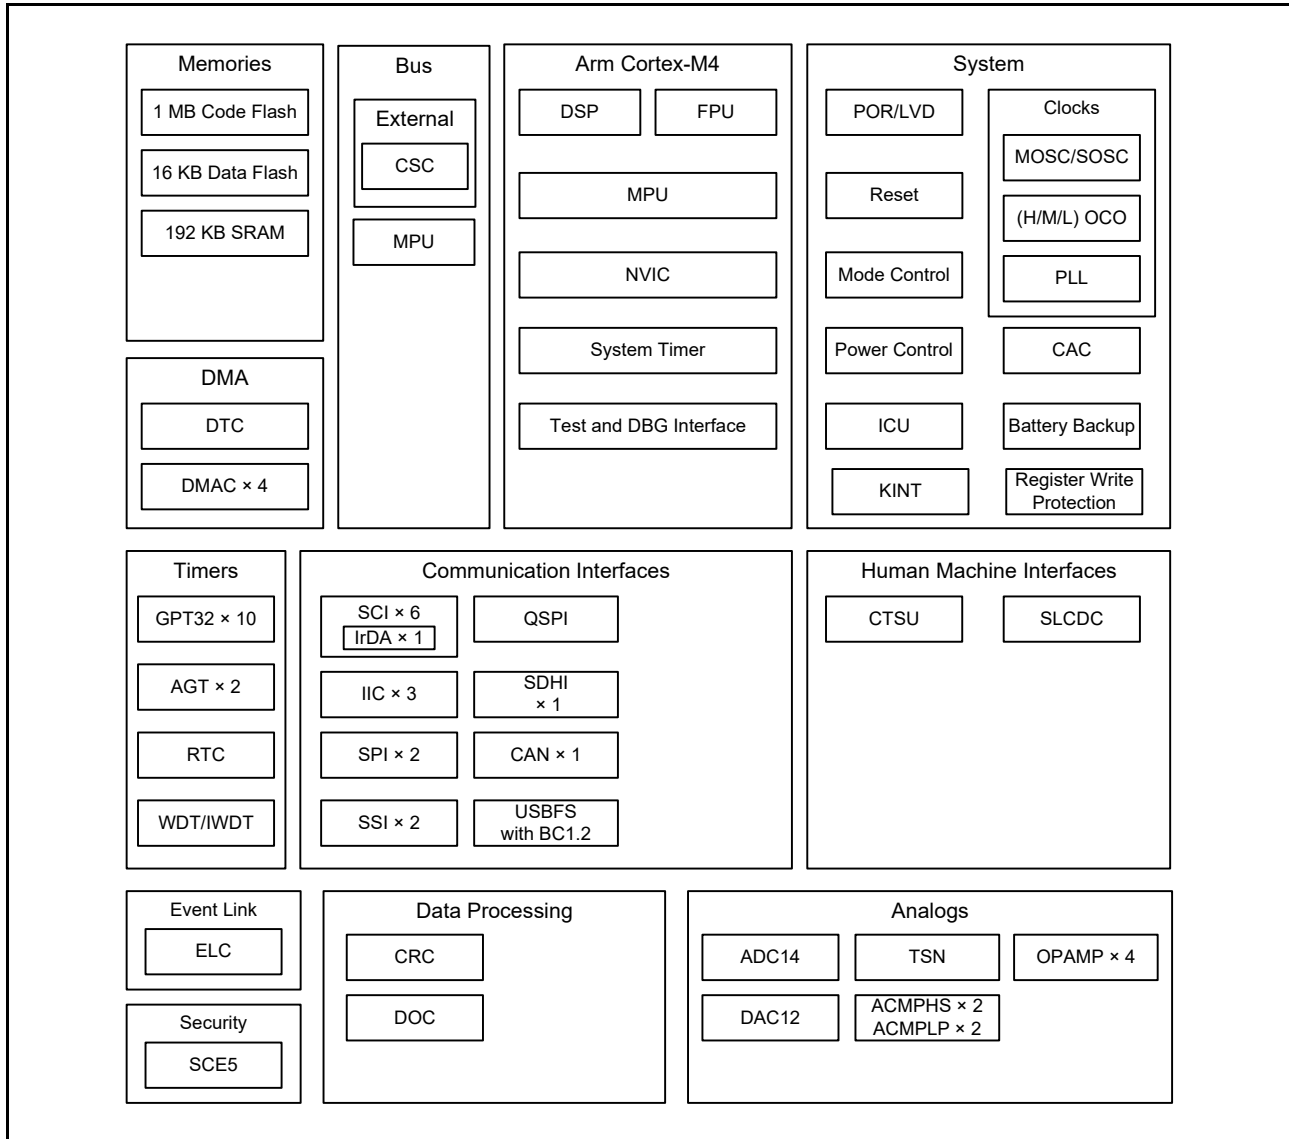 Memories
1 MB Code Flash
16 KB Data Flash
192 KB SRAM
DMA
DTC
DMAC × 4
Bus
External
CSC
MPU
Arm Cortex-M4
DSP
FPU
MPU
NVIC
System Timer
Test and DBG Interface
System
POR/LVD
Reset
Mode Control
Power Control
ICU
KINT
Clocks
MOSC/SOSC
(H/M/L) OCO
PLL
CAC
Battery Backup
Register Write
Protection
Timers
GPT32 × 10
AGT × 2
RTC
WDT/IWDT
Communication Interfaces
SCI × 6
IrDA × 1
IIC × 3
SPI × 2
SSI × 2
QSPI
SDHI
× 1
CAN × 1
USBFS
with BC1.2
Human Machine Interfaces
CTSU
SLCDC
Event Link
ELC
Security
SCE5
Data Processing
CRC
DOC
Analogs
ADC14
TSN
OPAMP × 4
DAC12
ACMPHS × 2
ACMPLP × 2